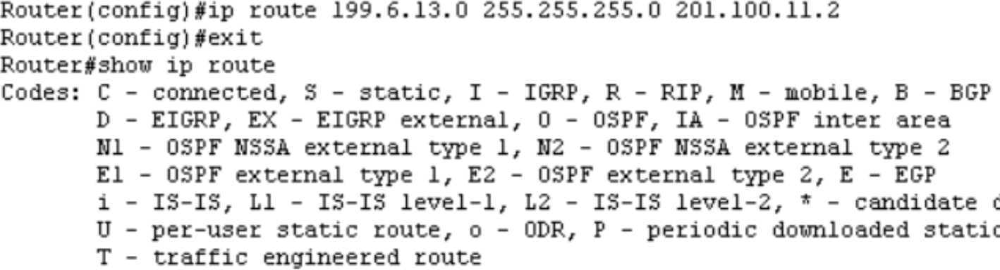 Router(config)#ip route 199.6.13.0 255.255.255.0 201.100.11.2
Router(config)#exit
Router#show ip route
Codes: C - connected, S - static, I - IGRP, R - RIP, M - mobile, B - BGP
D - EIGRP, EX - EIGRP external, O - OSPF, IA - OSPF inter area
N1 - OSPF NSSA external type 1, N2 - OSPF NSSA external type 2
E1 - OSPF external type 1, E2 - OSPF external type 2, E - EGP
i - IS-IS, L1 - IS-IS level-1, L2 - IS-IS level-2, * - candidate
U - per-user static route, o - ODR, P - periodic downloaded static
T - traffic engineered route